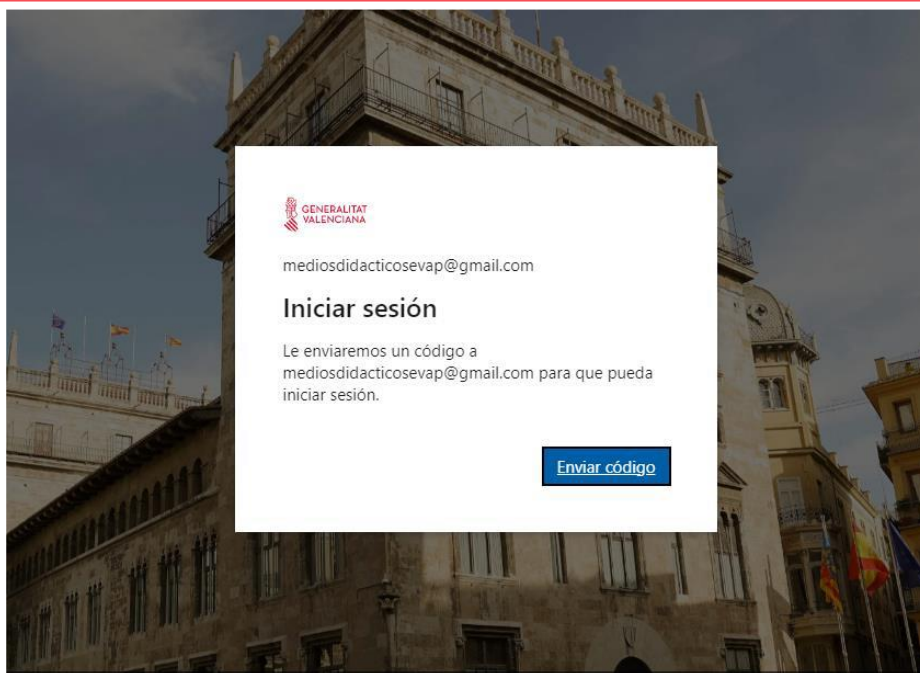 GENERALITAT
VALENCIANA
mediosdidacticosevap@gmail.com
Iniciar sesión
Le enviaremos un código a
mediosdidacticosevap@gmail.com para que pueda
iniciar sesión.
Enviar código